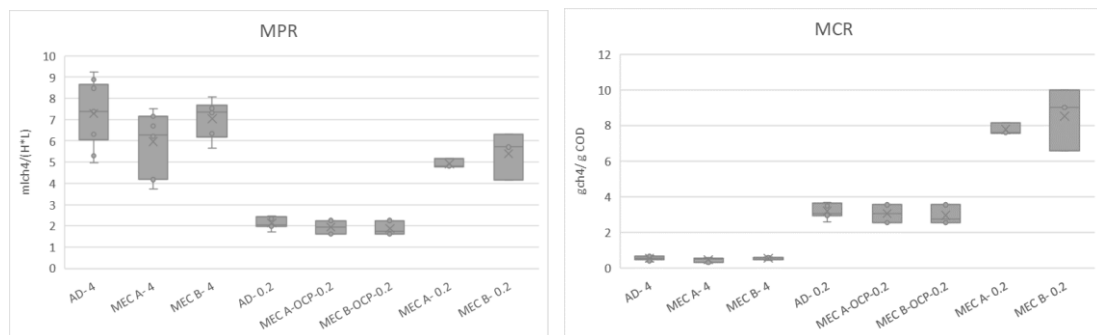 MPR
10
9
8
7
6
5
4
3
2
1
0
mlch4/(H*L)
AD- 4
MEC A- 4
MEC B- 4
AD- 0.2
MEC A-OCP-0.2
MEC B-OCP-0.2
MEC A- 0.2
MEC B- 0.2
MCR
12
10
8
6
4
2
0
gch4/ g COD
AD- 4
MEC A- 4
MEC B- 4
AD- 0.2
MEC A-OCP-0.2
MEC B-OCP-0.2
MEC A- 0.2
MEC B- 0.2